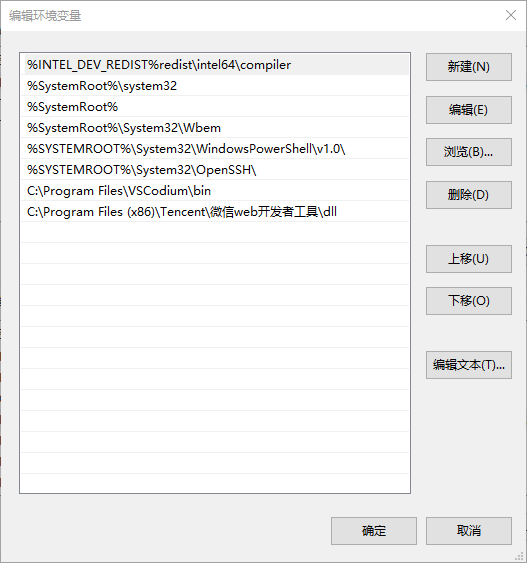 编辑环境变量
%INTEL_DEV_REDIST%redist\intel64\compiler
%SystemRoot%\system32
%SystemRoot%
%SystemRoot%\System32\Wbem
%SYSTEMROOT%\System32\WindowsPowerShell\v1.0\
%SYSTEMROOT%\System32\OpenSSH\
C:\Program Files\VSCodium\bin
C:\Program Files (x86)\Tencent\微信web开发者工具\dll
新建(N)
编辑(E)
浏览(B)...
删除(D)
上移(U)
下移(O)
编辑文本(T)...
确定
取消